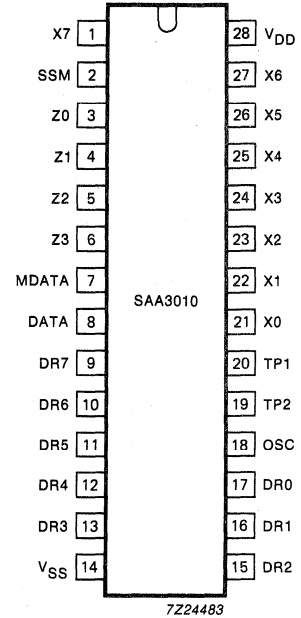 X7 1 28 VDD
SSM 2 27 X6
Z0 3 26 X5
Z1 4 25 X4
Z2 5 24 X3
Z3 6 23 X2
MDATA 7 22 X1
SAA3010
DATA 8 21 X0
DR7 9 20 TP1
DR6 10 19 TP2
DR5 11 18 OSC
DR4 12 17 DR0
DR3 13 16 DR1
VSS 14 15 DR2
7Z24483